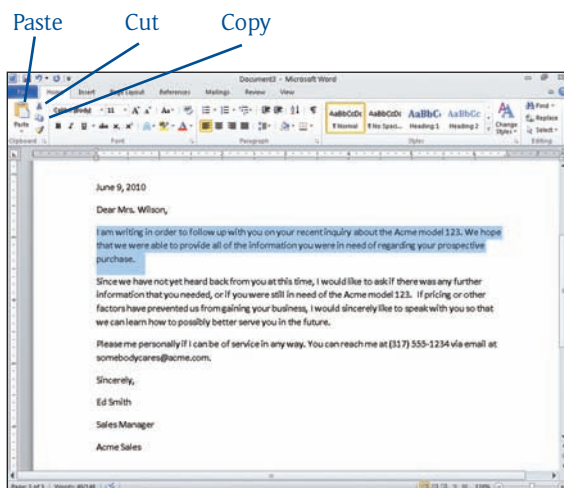 Paste Cut Copy
Document3 - Microsoft Word
File Home Insert Page Layout References Mailings Review View
Paste
11
AaBbCcDc AaBbCcDc AaBbC AaBbCc
¶ Normal ¶ No Spaci... Heading 1 Heading 2
Change
Styles
Find
Replace
Select
Clipboard Font Paragraph Styles Editing
June 9, 2010
Dear Mrs. Wilson,
I am writing in order to follow up with you on your recent inquiry about the Acme model 123. We hope
that we were able to provide all of the information you were in need of regarding your prospective
purchase.
Since we have not yet heard back from you at this time, I would like to ask if there was any further
information that you needed, or if you were still in need of the Acme model 123. If pricing or other
factors have prevented us from gaining your business, I would sincerely like to speak with you so that
we can learn how to possibly better serve you in the future.
Please me personally if I can be of service in any way. You can reach me at (317) 555-1234 via email at
somebodycares@acme.com.
Sincerely,
Ed Smith
Sales Manager
Acme Sales
Page: 1 of 1 Words: 40/146 110%